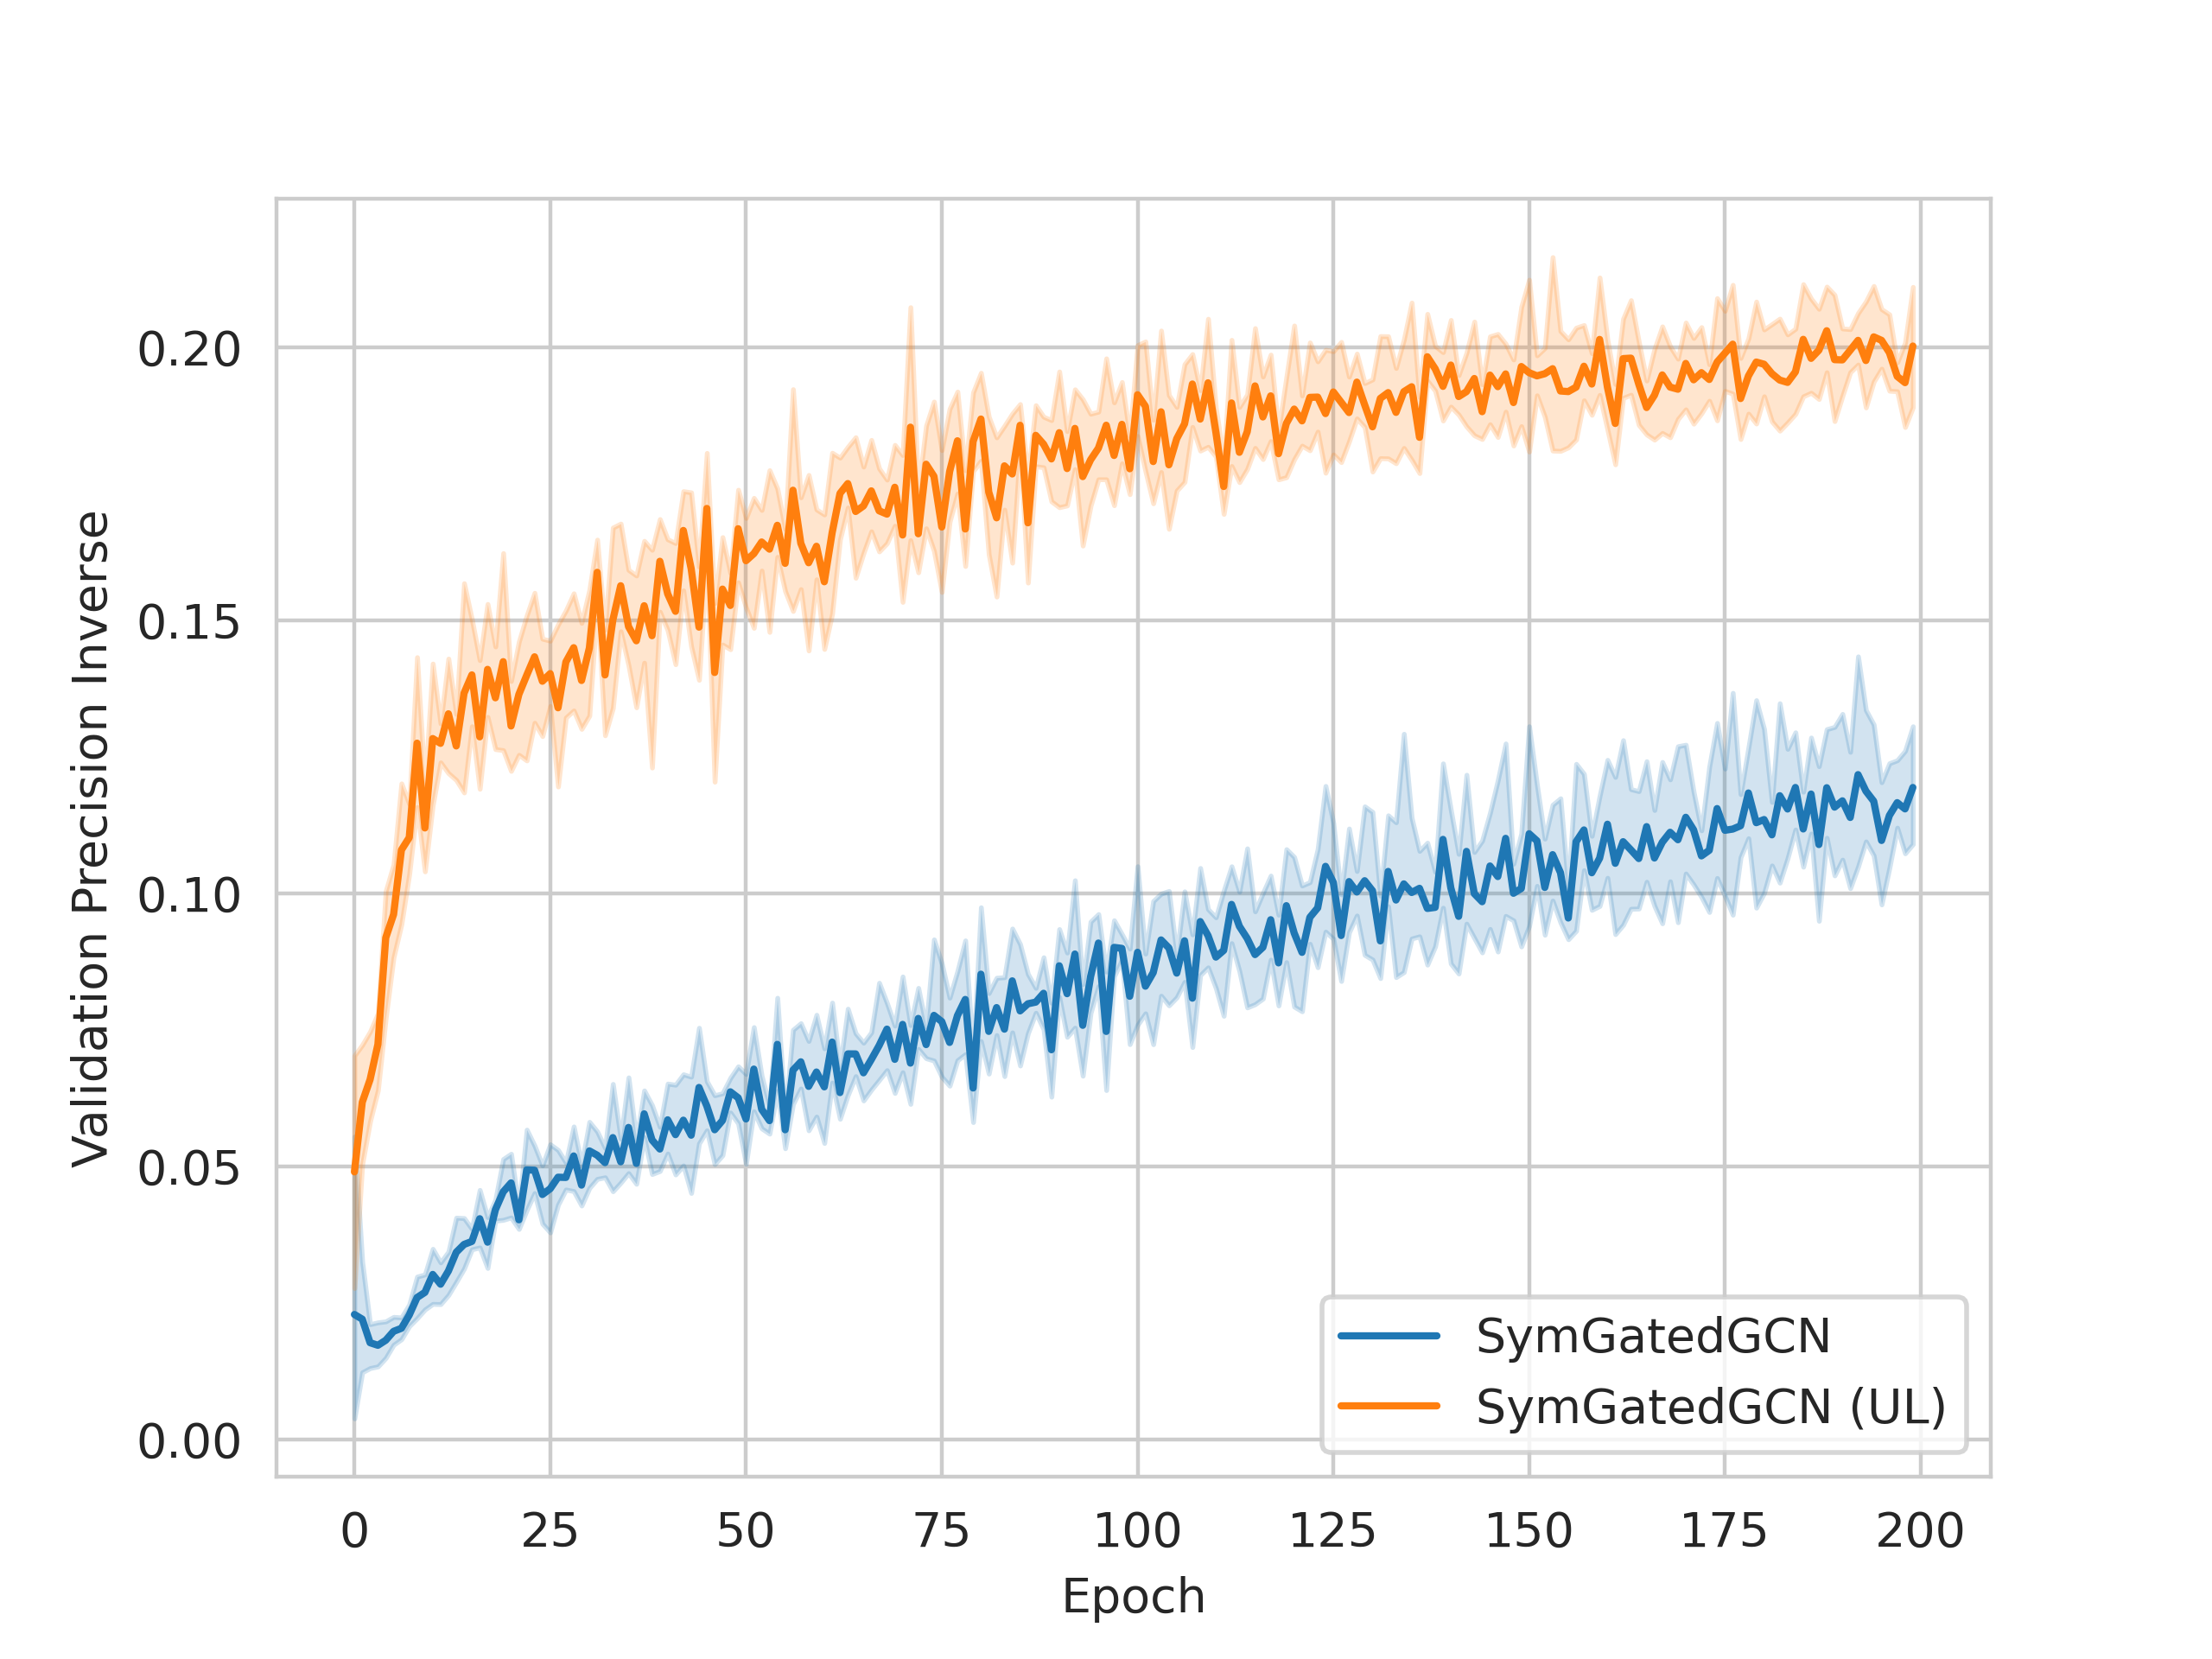 Validation Precision Inverse
0.20
0.15
0.10
0.05
0.00
SymGatedGCN
SymGatedGCN (UL)
0 25 50 75 100 125 150 175 200
Epoch